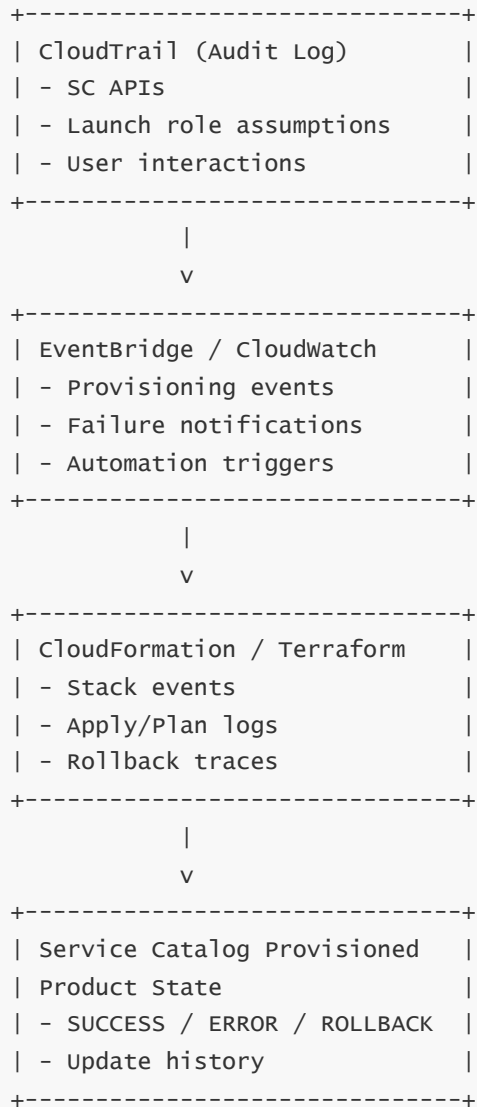 +-------------------------------+
| CloudTrail (Audit Log)        |
| - SC APIs                     |
| - Launch role assumptions     |
| - User interactions           |
+-------------------------------+
            |
            v
+-------------------------------+
| EventBridge / CloudWatch      |
| - Provisioning events         |
| - Failure notifications       |
| - Automation triggers         |
+-------------------------------+
            |
            v
+-------------------------------+
| CloudFormation / Terraform    |
| - Stack events                |
| - Apply/Plan logs             |
| - Rollback traces             |
+-------------------------------+
            |
            v
+-------------------------------+
| Service Catalog Provisioned   |
| Product State                 |
| - SUCCESS / ERROR / ROLLBACK  |
| - Update history              |
+-------------------------------+